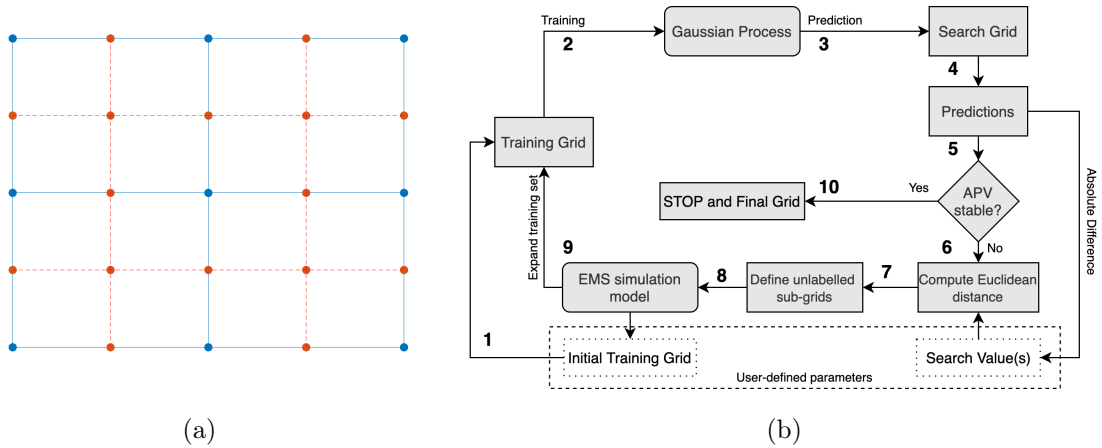 Training
2
Gaussian Process
Prediction
3
Search Grid
4
Predictions
5
APV
stable?
Yes
10
STOP and Final Grid
Absolute Difference
6
No
Compute Euclidean
distance
7
Define unlabelled
sub-grids
8
EMS simulation
model
9
Expand training set
Training Grid
1
Initial Training Grid
Search Value(s)
User-defined parameters
(a)
(b)